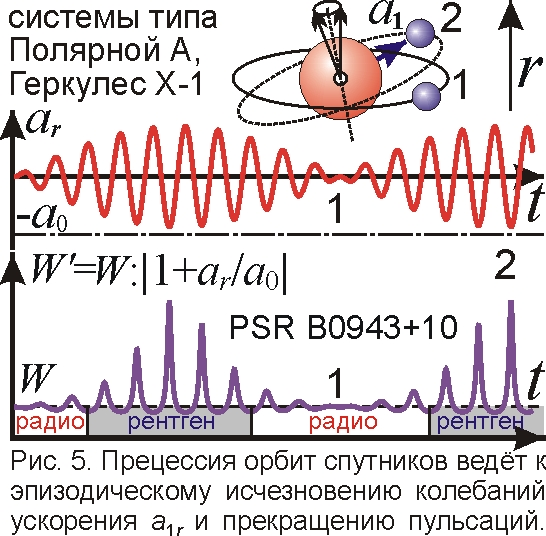 системы типа
Полярной А,
Геркулес Х-1
a₁
2
1
r
aᵣ
-a₀
1
t
W'=W:|1+aᵣ/a₀|
2
PSR B0943+10
W
1
t
радио
рентген
радио
рентген
Рис. 5. Прецессия орбит спутников ведёт к
эпизодическому исчезновению колебаний
ускорения a₁ᵣ и прекращению пульсаций.